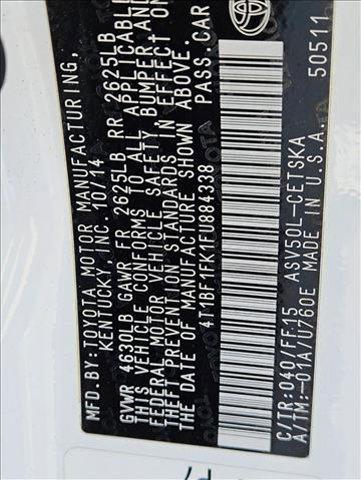 MFD.BY:TOYOTA MOTOR MANUFACTURING,
KENTUCKY, INC. 10/14
GVWR 4630LB GAWR FR 2625LB RR 2625LB
THIS VEHICLE CONFORMS TO ALL APPLICABLE
FEDERAL MOTOR VEHICLE SAFETY, BUMPER, AND
THEFT PREVENTION STANDARDS IN EFFECT ON
THE DATE OF MANUFACTURE SHOWN ABOVE.
4T1BF1FK1FU884388 PASS.CAR
C/TR:040/FF15 ASV50L-CETSKA
A/TM:-01A/U760E MADE IN U.S.A. 50511